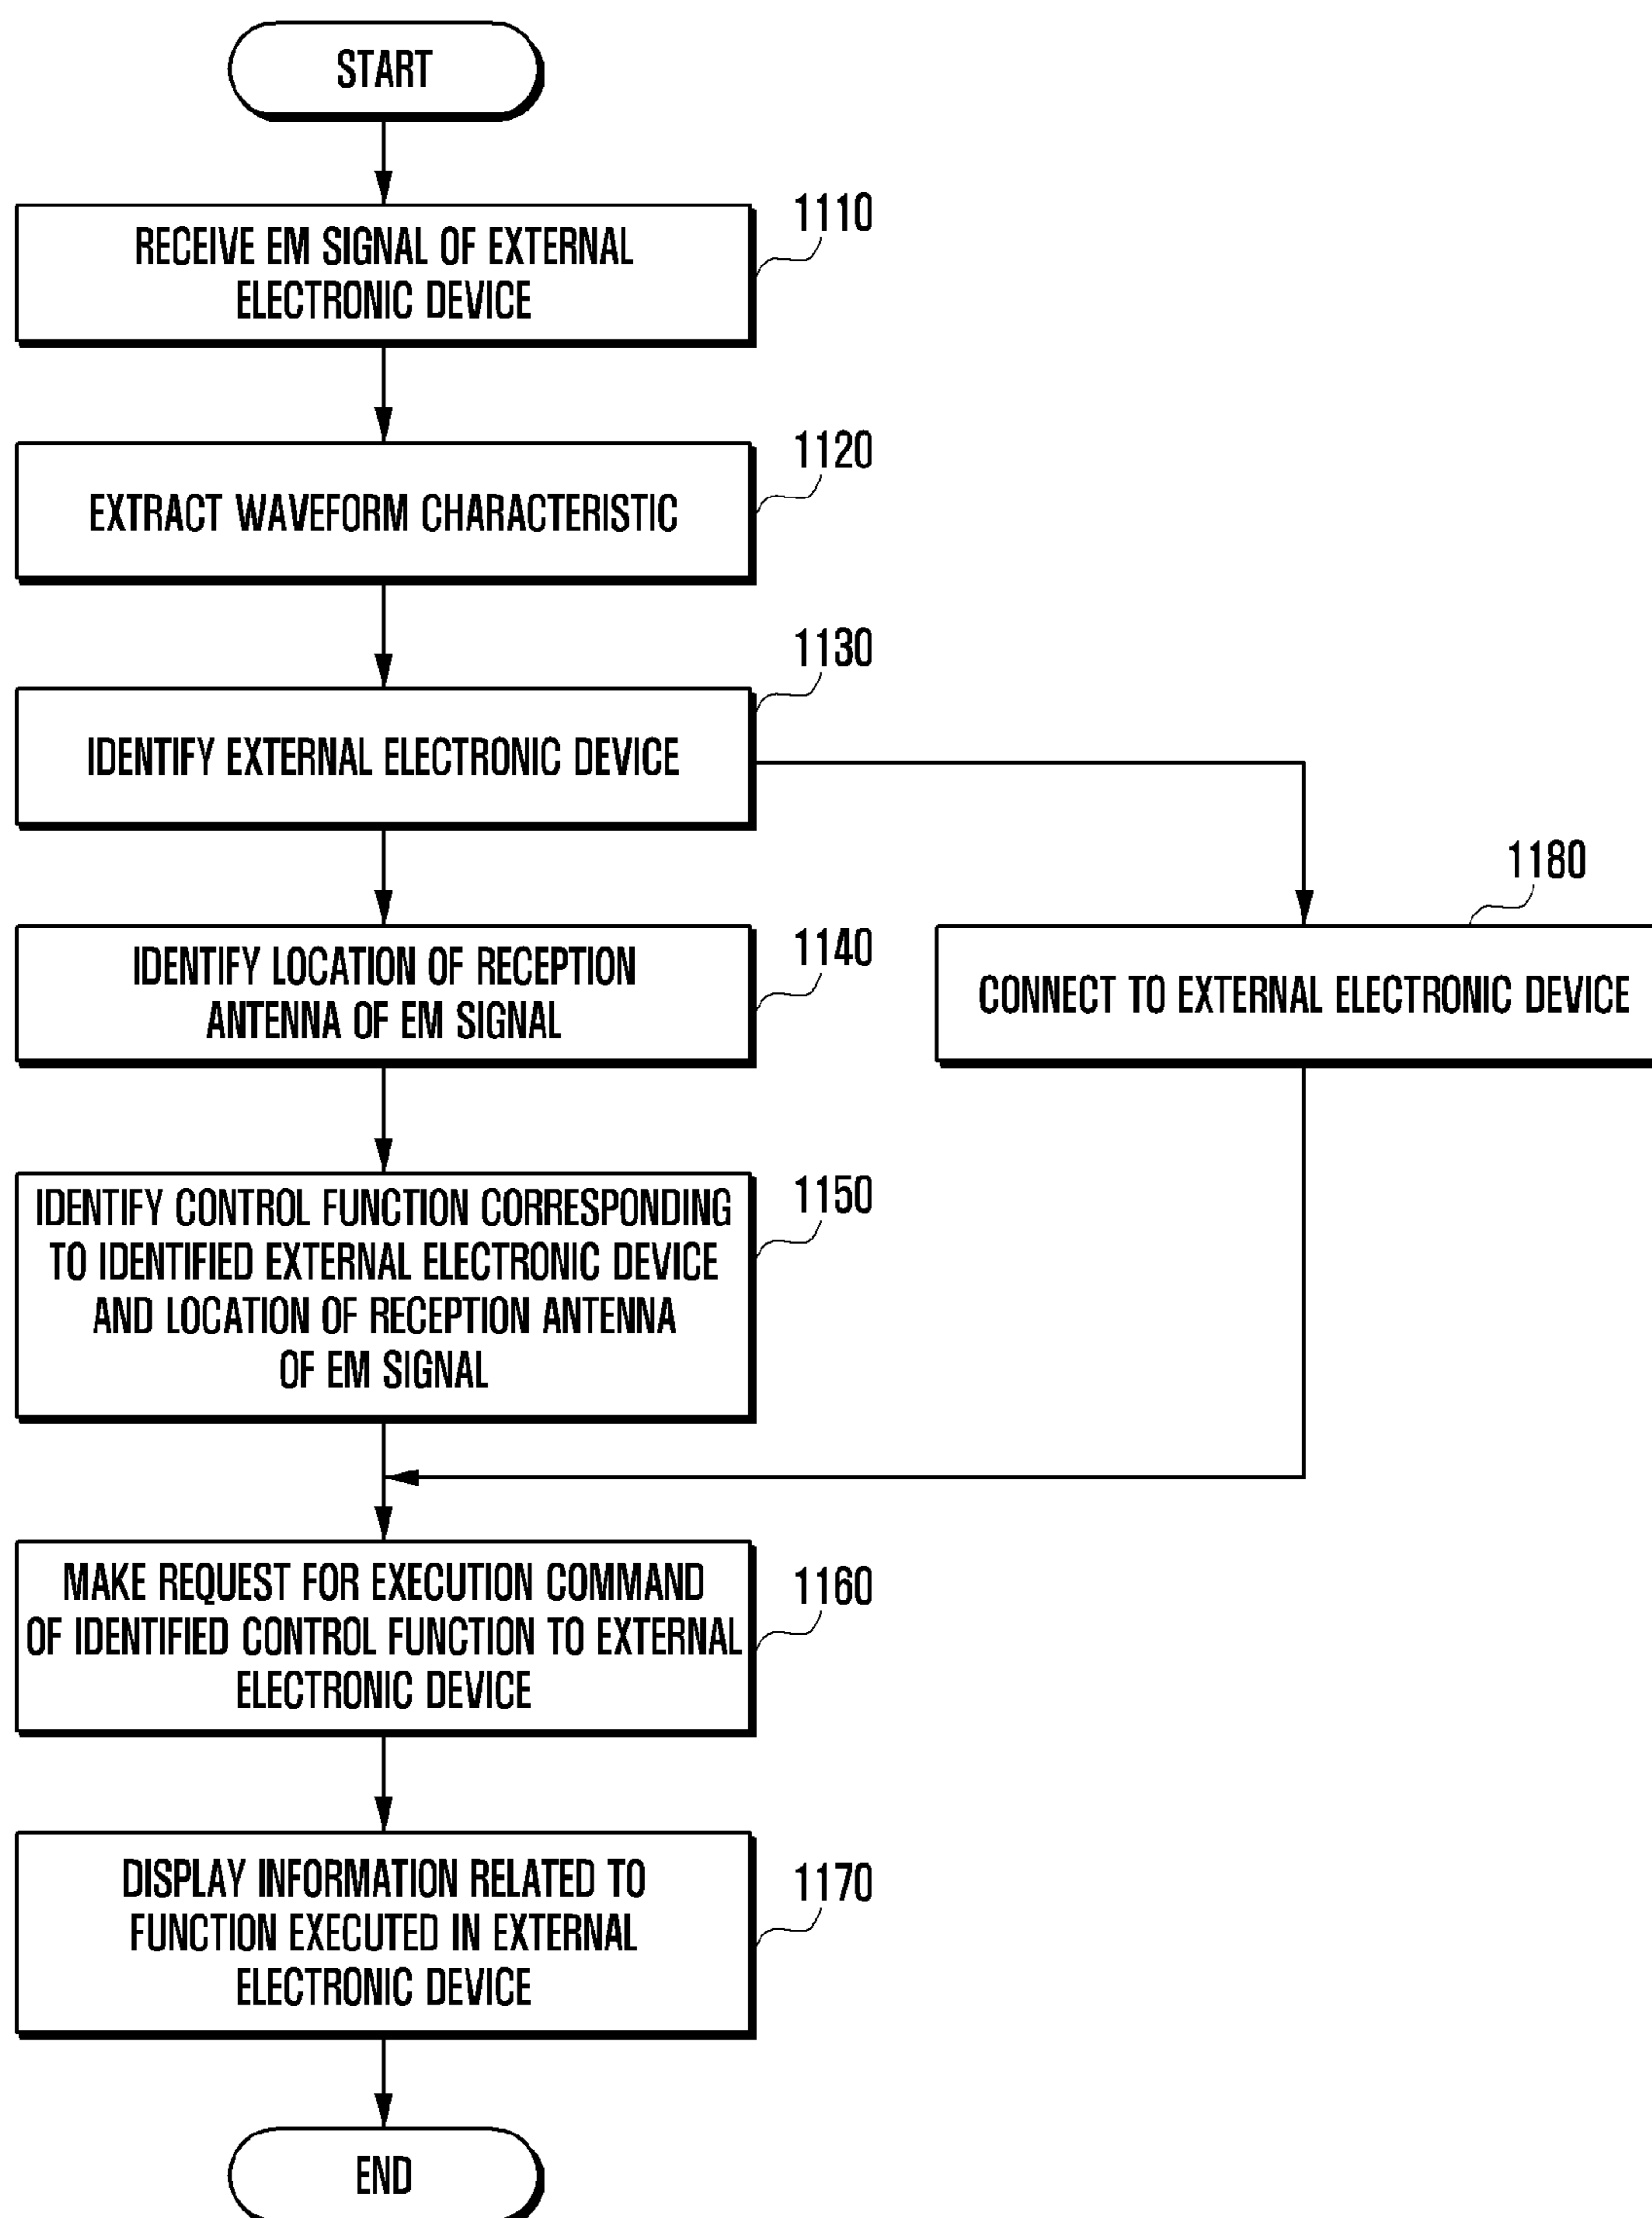 START
1110
RECEIVE EM SIGNAL OF EXTERNAL
ELECTRONIC DEVICE
1120
EXTRACT WAVEFORM CHARACTERISTIC
1130
IDENTIFY EXTERNAL ELECTRONIC DEVICE
1180
CONNECT TO EXTERNAL ELECTRONIC DEVICE
1140
IDENTIFY LOCATION OF RECEPTION
ANTENNA OF EM SIGNAL
1150
IDENTIFY CONTROL FUNCTION CORRESPONDING
TO IDENTIFIED EXTERNAL ELECTRONIC DEVICE
AND LOCATION OF RECEPTION ANTENNA
OF EM SIGNAL
1160
MAKE REQUEST FOR EXECUTION COMMAND
OF IDENTIFIED CONTROL FUNCTION TO EXTERNAL
ELECTRONIC DEVICE
1170
DISPLAY INFORMATION RELATED TO
FUNCTION EXECUTED IN EXTERNAL
ELECTRONIC DEVICE
END